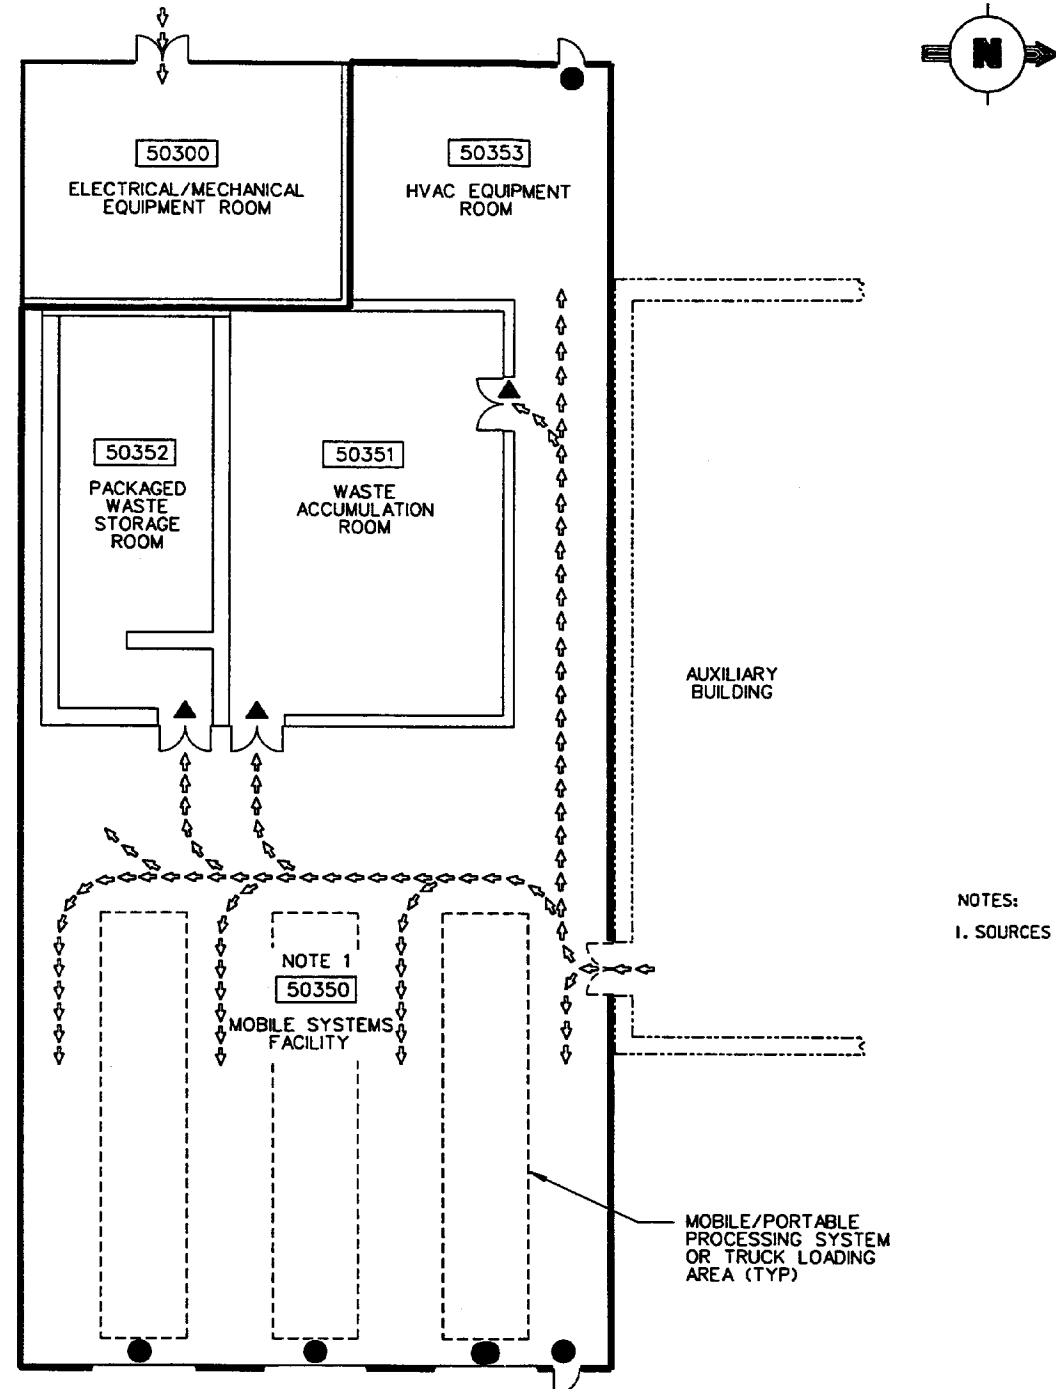 N
50300
ELECTRICAL/MECHANICAL
EQUIPMENT ROOM
50353
HVAC EQUIPMENT
ROOM
50352
PACKAGED
WASTE
STORAGE
ROOM
50351
WASTE
ACCUMULATION
ROOM
AUXILIARY
BUILDING
NOTES:
1. SOURCES
NOTE 1
50350
MOBILE SYSTEMS
FACILITY
MOBILE/PORTABLE
PROCESSING SYSTEM
OR TRUCK LOADING
AREA (TYP)